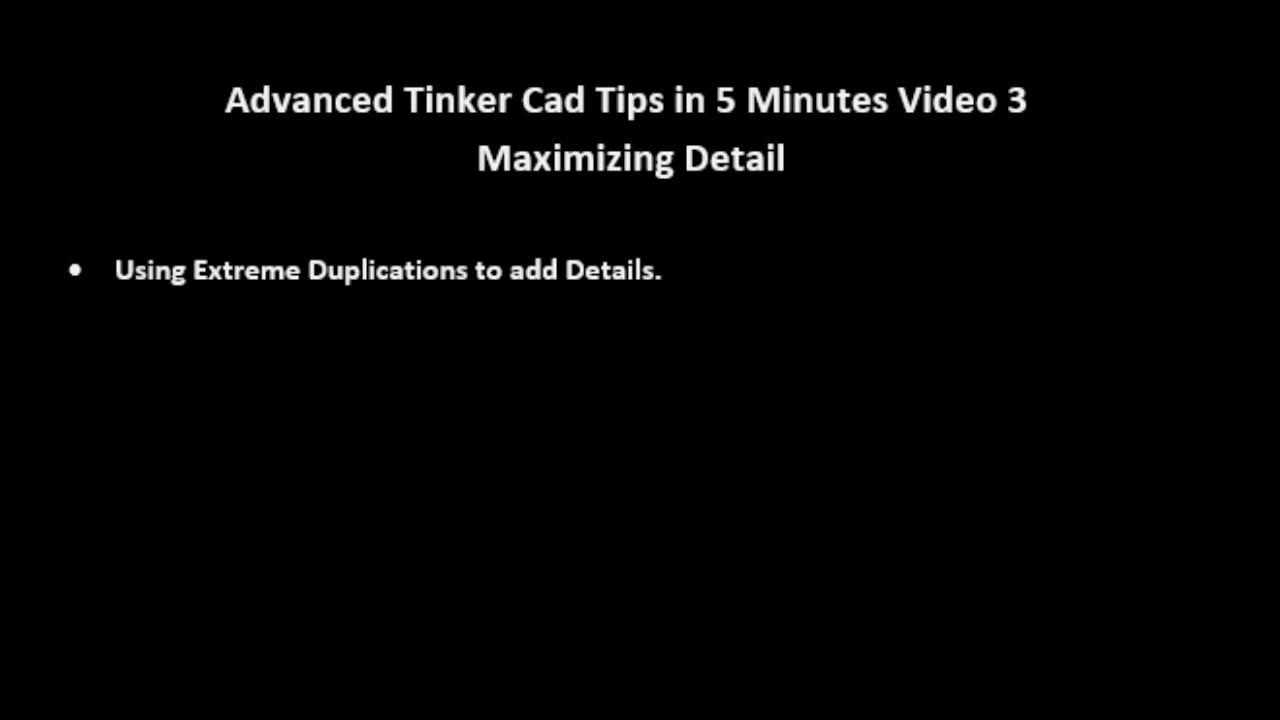 Advanced Tinker Cad Tips in 5 Minutes Video 3
Maximizing Detail
• Using Extreme Duplications to add Details.